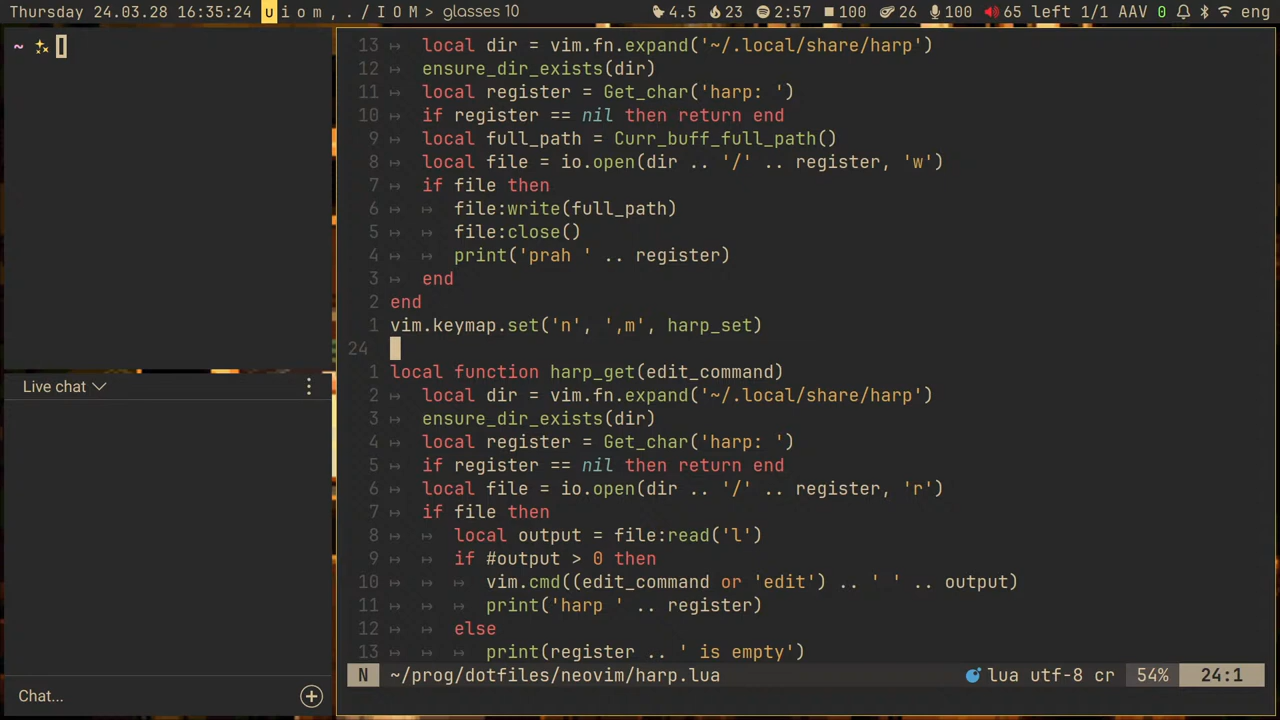 Thursday 24.03.28 16:35:24 u i o m , . / I O M > glasses 10 4.5 23 2:57 100 26 100 65 left 1/1 AAV 0 eng
~
13 local dir = vim.fn.expand('~/.local/share/harp')
12 ensure_dir_exists(dir)
11 local register = Get_char('harp: ')
10 if register == nil then return end
9 local full_path = Curr_buff_full_path()
8 local file = io.open(dir .. '/' .. register, 'w')
7 if file then
6 file:write(full_path)
5 file:close()
4 print('prah ' .. register)
3 end
2 end
1 vim.keymap.set('n', ',m', harp_set)
24
1 local function harp_get(edit_command)
2 local dir = vim.fn.expand('~/.local/share/harp')
3 ensure_dir_exists(dir)
4 local register = Get_char('harp: ')
5 if register == nil then return end
6 local file = io.open(dir .. '/' .. register, 'r')
7 if file then
8 local output = file:read('l')
9 if #output > 0 then
10 vim.cmd((edit_command or 'edit') .. ' ' .. output)
11 print('harp ' .. register)
12 else
13 print(register .. ' is empty')
N ~/prog/dotfiles/neovim/harp.lua lua utf-8 cr 54% 24:1
Live chat
Chat...